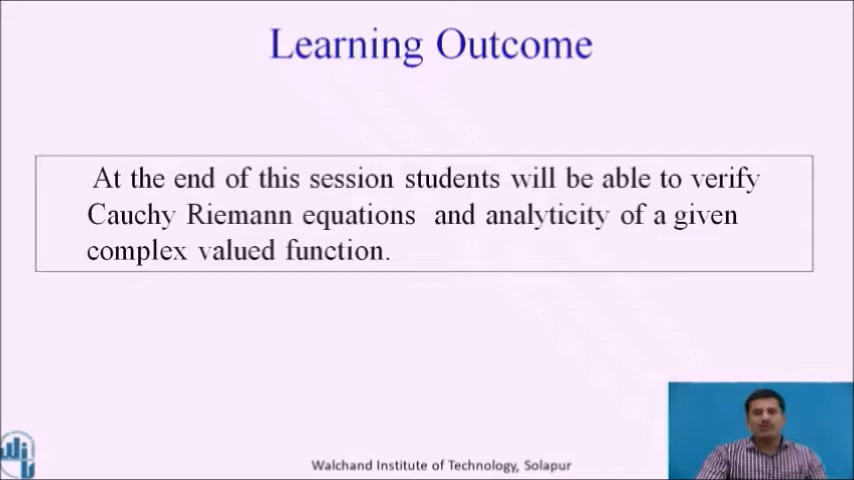 Learning Outcome
At the end of this session students will be able to verify
Cauchy Riemann equations and analyticity of a given
complex valued function.
Walchand Institute of Technology, Solapur